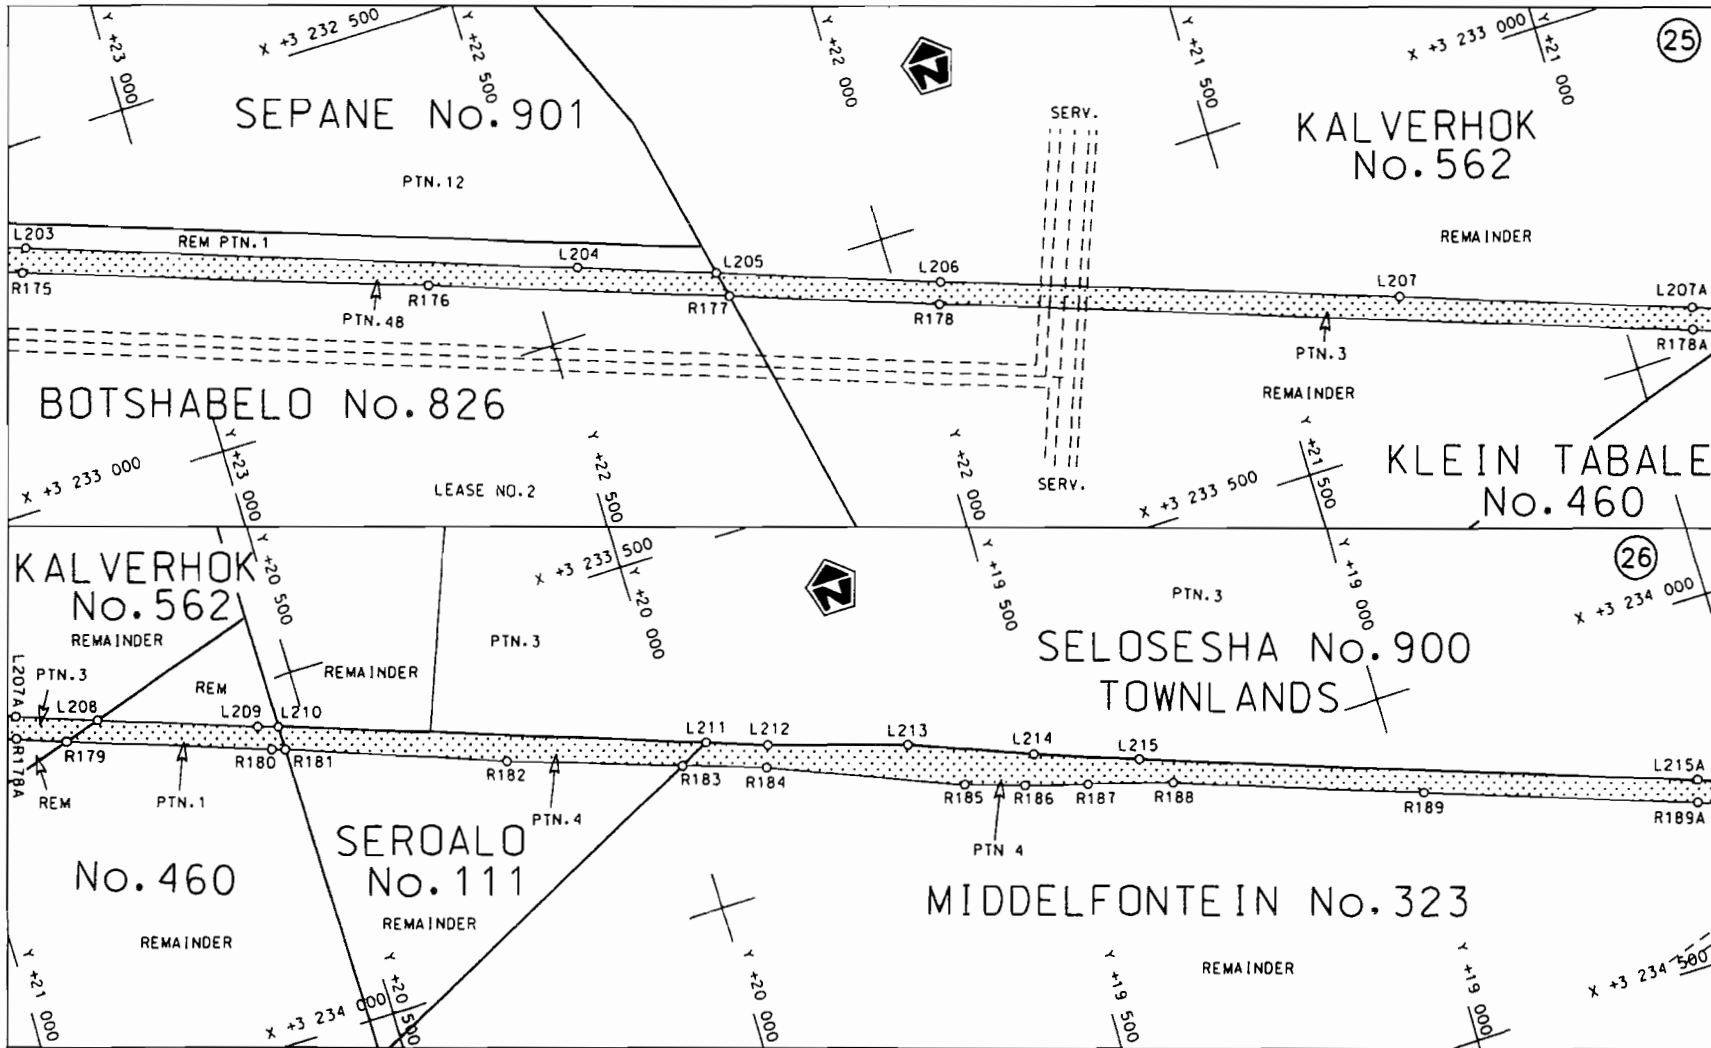 Y +23 000
X +3 232 500
Y +22 500
Y +22 000
Y +21 500
X +3 233 000
Y +21 000
25
SEPANE No.901
SERV.
KALVERHOK
No.562
PTN.12
REMAINDER
L203
REM PTN.1
L204
L205
L206
L207
L207A
R175
PTN.48
R176
R177
R178
PTN.3
R178A
REMAINDER
BOTSHABELO No.826
KLEIN TABALE
No.460
X +3 233 000
Y +23 000
LEASE NO.2
Y +22 500
Y +22 000
SERV.
X +3 233 500
Y +21 500
KALVERHOK
No.562
REMAINDER
Y +20 500
X +3 233 500
Y +20 000
Y +19 500
PTN.3
Y +19 000
26
X +3 234 000
PTN.3
SELOSESHA No.900
TOWNLANDS
L207A
PTN.3
L208
REM
REMAINDER
L209
L210
L211
L212
L213
L214
L215
L215A
R178A
R179
REM
PTN.1
R180
R181
R182
PTN.4
R183
R184
R185
R186
R187
R188
R189
R189A
PTN 4
No.460
SEROALO
No.111
REMAINDER
MIDDELFONTEIN No.323
REMAINDER
REMAINDER
Y +21 000
X +3 234 000
Y +20 500
Y +20 000
Y +19 500
Y +19 000
X +3 234 500